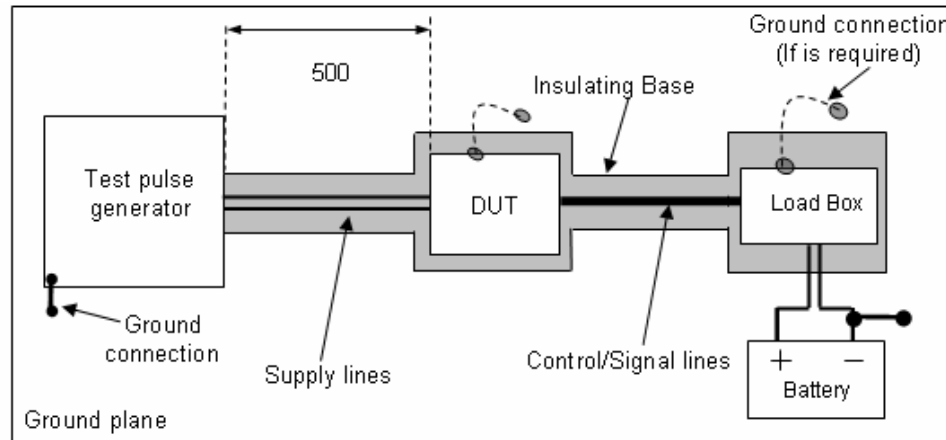 500
Ground connection
(If is required)
Insulating Base
Test pulse
generator
DUT
Load Box
Ground
connection
Supply lines
Control/Signal lines
+ −
Battery
Ground plane